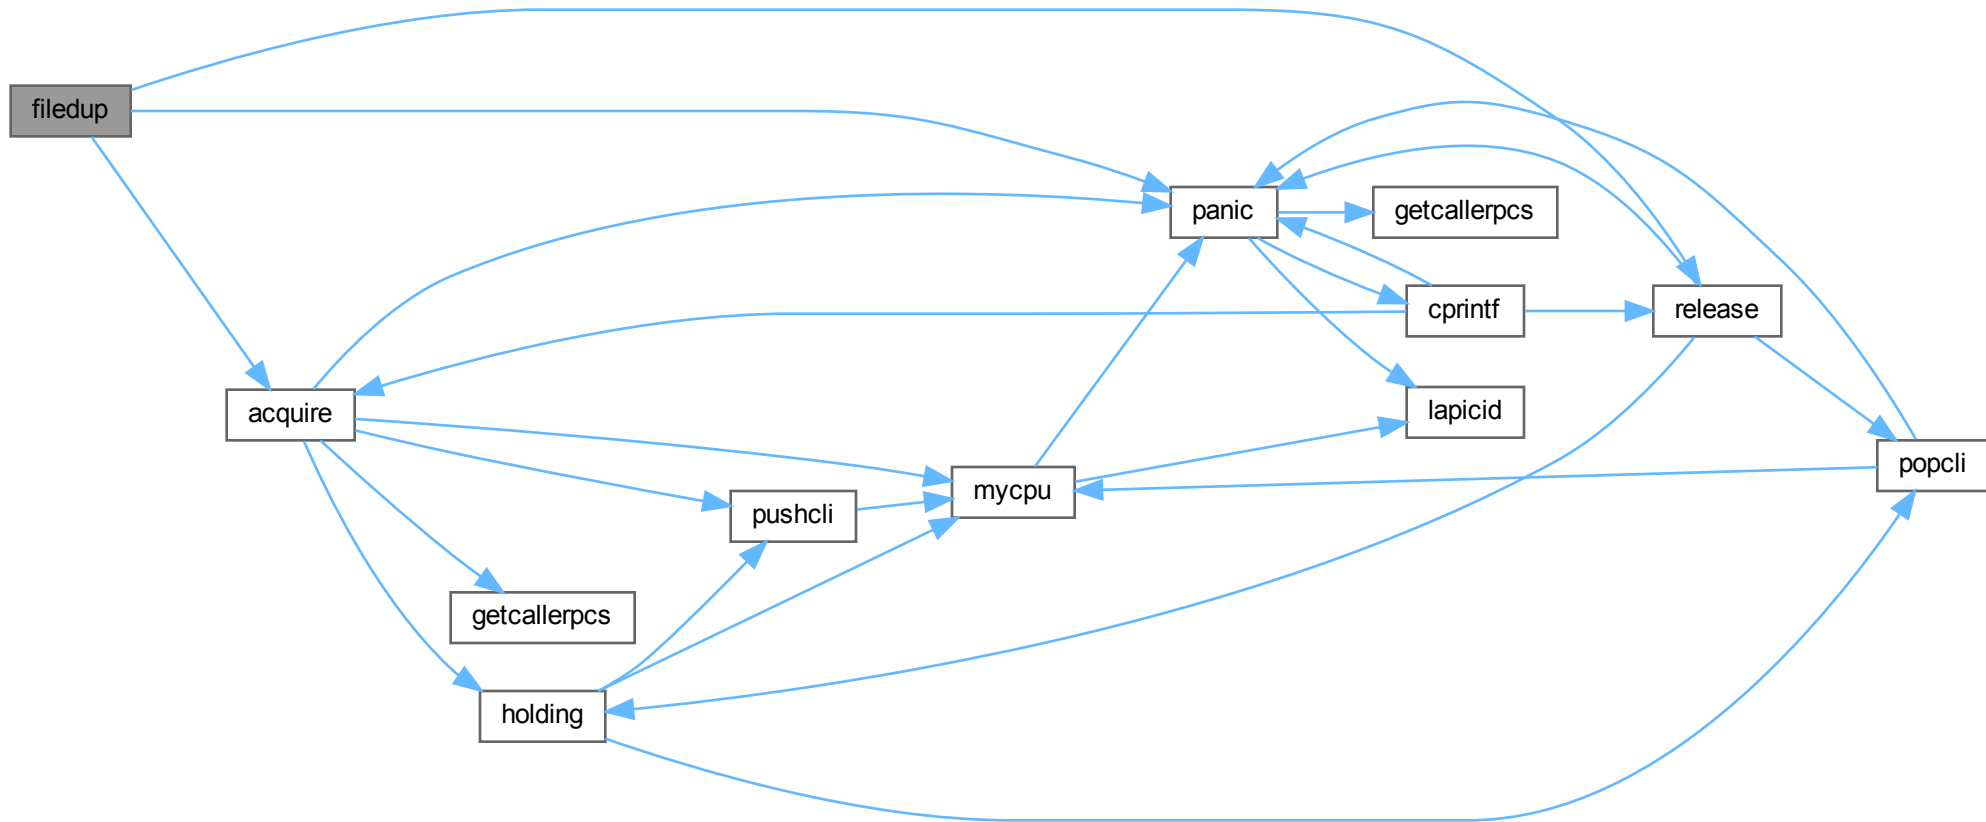 filedup
panic
getcallerpcs
cprintf
release
acquire
lapicid
popcli
mycpu
pushcli
getcallerpcs
holding